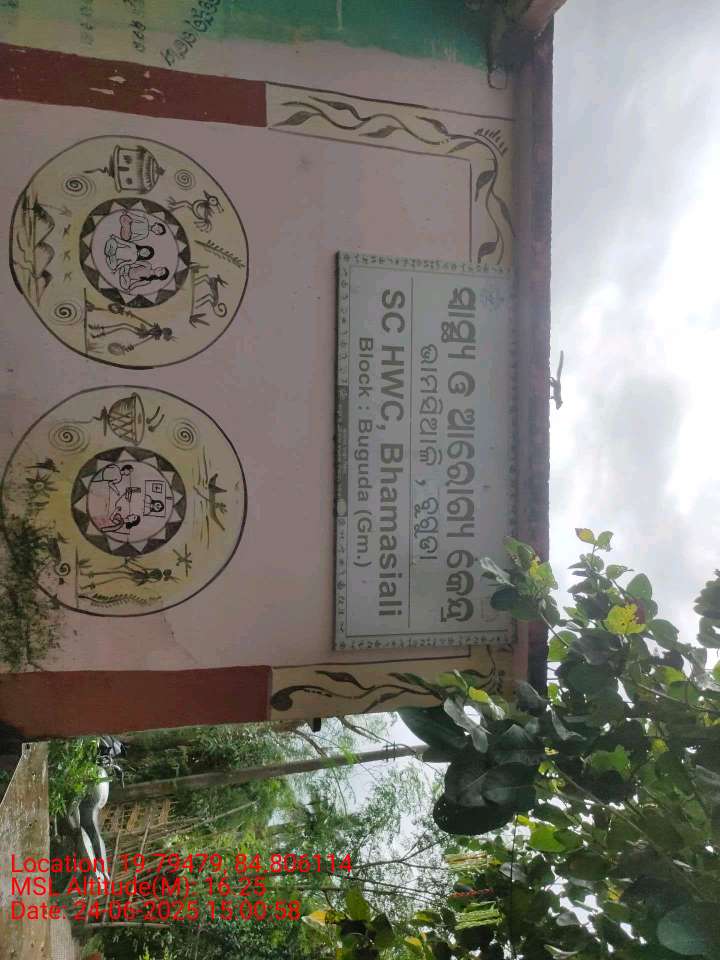 ସ୍ବାସ୍ଥ୍ୟ ଓ ଆରୋଗ୍ୟ କେନ୍ଦ୍ର
ଭାମସିଆଳି , ବୁଗୁଡା
SC HWC, Bhamasiali
Block : Buguda (Gm.)
Location: 19.79479, 84.806114
MSL Altitude(M): 16.25
Date: 24-06-2025 15:00:58